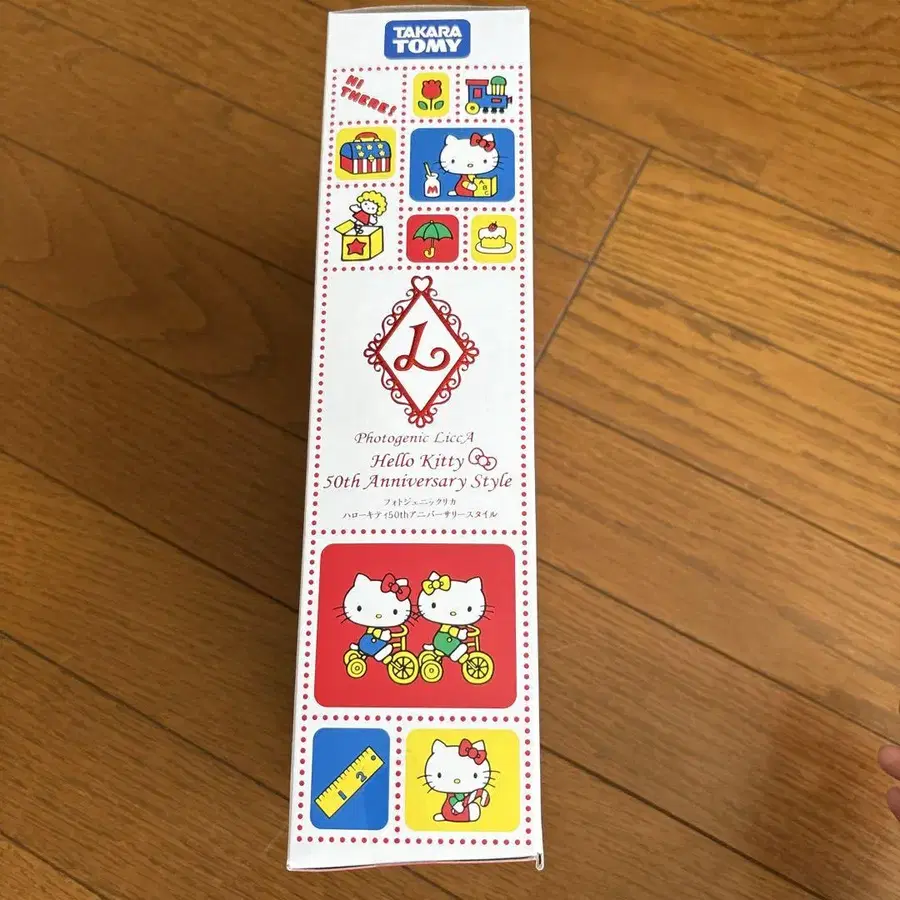 TAKARA
TOMY
HI
THERE!
M
A B
C
L
Photogenic LiccA
Hello Kitty
50th Anniversary Style
フォトジェニックリカ
ハローキティ50thアニバーサリースタイル
1 2